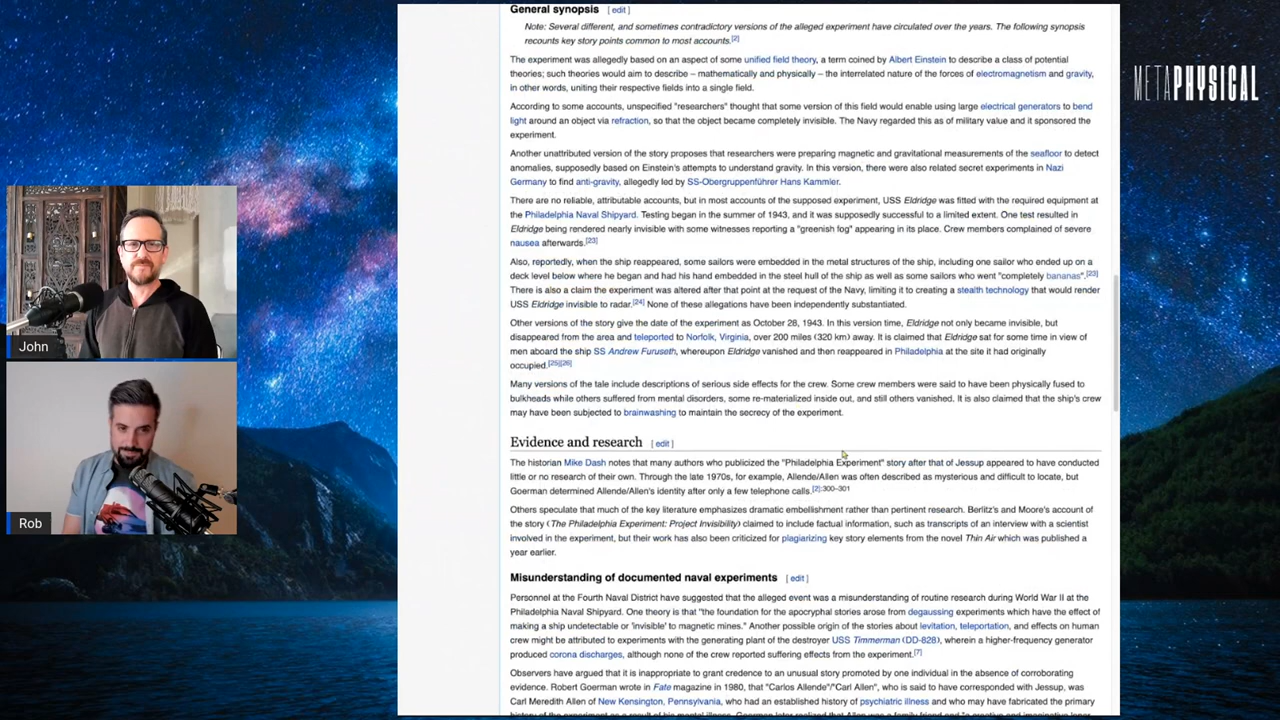 General synopsis [ edit ]
Note: Several different, and sometimes contradictory versions of the alleged experiment have circulated over the years. The following synopsis
recounts key story points common to most accounts.[2]
The experiment was allegedly based on an aspect of some unified field theory, a term coined by Albert Einstein to describe a class of potential
theories; such theories would aim to describe – mathematically and physically – the interrelated nature of the forces of electromagnetism and gravity,
in other words, uniting their respective fields into a single field.
According to some accounts, unspecified "researchers" thought that some version of this field would enable using large electrical generators to bend
light around an object via refraction, so that the object became completely invisible. The Navy regarded this as of military value and it sponsored the
experiment.
Another unattributed version of the story proposes that researchers were preparing magnetic and gravitational measurements of the seafloor to detect
anomalies, supposedly based on Einstein's attempts to understand gravity. In this version, there were also related secret experiments in Nazi
Germany to find anti-gravity, allegedly led by SS-Obergruppenführer Hans Kammler.
There are no reliable, attributable accounts, but in most accounts of the supposed experiment, USS Eldridge was fitted with the required equipment at
the Philadelphia Naval Shipyard. Testing began in the summer of 1943, and it was supposedly successful to a limited extent. One test resulted in
Eldridge being rendered nearly invisible with some witnesses reporting a "greenish fog" appearing in its place. Crew members complained of severe
nausea afterwards.[23]
Also, reportedly, when the ship reappeared, some sailors were embedded in the metal structures of the ship, including one sailor who ended up on a
deck level below where he began and had his hand embedded in the steel hull of the ship as well as some sailors who went "completely bananas".[23]
There is also a claim the experiment was altered after that point at the request of the Navy, limiting it to creating a stealth technology that would render
USS Eldridge invisible to radar.[24] None of these allegations have been independently substantiated.
Other versions of the story give the date of the experiment as October 28, 1943. In this version time, Eldridge not only became invisible, but
disappeared from the area and teleported to Norfolk, Virginia, over 200 miles (320 km) away. It is claimed that Eldridge sat for some time in view of
men aboard the ship SS Andrew Furuseth, whereupon Eldridge vanished and then reappeared in Philadelphia at the site it had originally
occupied.[25][26]
Many versions of the tale include descriptions of serious side effects for the crew. Some crew members were said to have been physically fused to
bulkheads while others suffered from mental disorders, some re-materialized inside out, and still others vanished. It is also claimed that the ship's crew
may have been subjected to brainwashing to maintain the secrecy of the experiment.
Evidence and research [ edit ]
The historian Mike Dash notes that many authors who publicized the "Philadelphia Experiment" story after that of Jessup appeared to have conducted
little or no research of their own. Through the late 1970s, for example, Allende/Allen was often described as mysterious and difficult to locate, but
Goerman determined Allende/Allen's identity after only a few telephone calls.[2]:300–301
Others speculate that much of the key literature emphasizes dramatic embellishment rather than pertinent research. Berlitz's and Moore's account of
the story (The Philadelphia Experiment: Project Invisibility) claimed to include factual information, such as transcripts of an interview with a scientist
involved in the experiment, but their work has also been criticized for plagiarizing key story elements from the novel Thin Air which was published a
year earlier.
Misunderstanding of documented naval experiments [ edit ]
Personnel at the Fourth Naval District have suggested that the alleged event was a misunderstanding of routine research during World War II at the
Philadelphia Naval Shipyard. One theory is that "the foundation for the apocryphal stories arose from degaussing experiments which have the effect of
making a ship undetectable or 'invisible' to magnetic mines." Another possible origin of the stories about levitation, teleportation, and effects on human
crew might be attributed to experiments with the generating plant of the destroyer USS Timmerman (DD-828), wherein a higher-frequency generator
produced corona discharges, although none of the crew reported suffering effects from the experiment.[7]
Observers have argued that it is inappropriate to grant credence to an unusual story promoted by one individual in the absence of corroborating
evidence. Robert Goerman wrote in Fate magazine in 1980, that "Carlos Allende"/"Carl Allen", who is said to have corresponded with Jessup, was
Carl Meredith Allen of New Kensington, Pennsylvania, who had an established history of psychiatric illness and who may have fabricated the primary
METAPHYSICAL
John
Rob